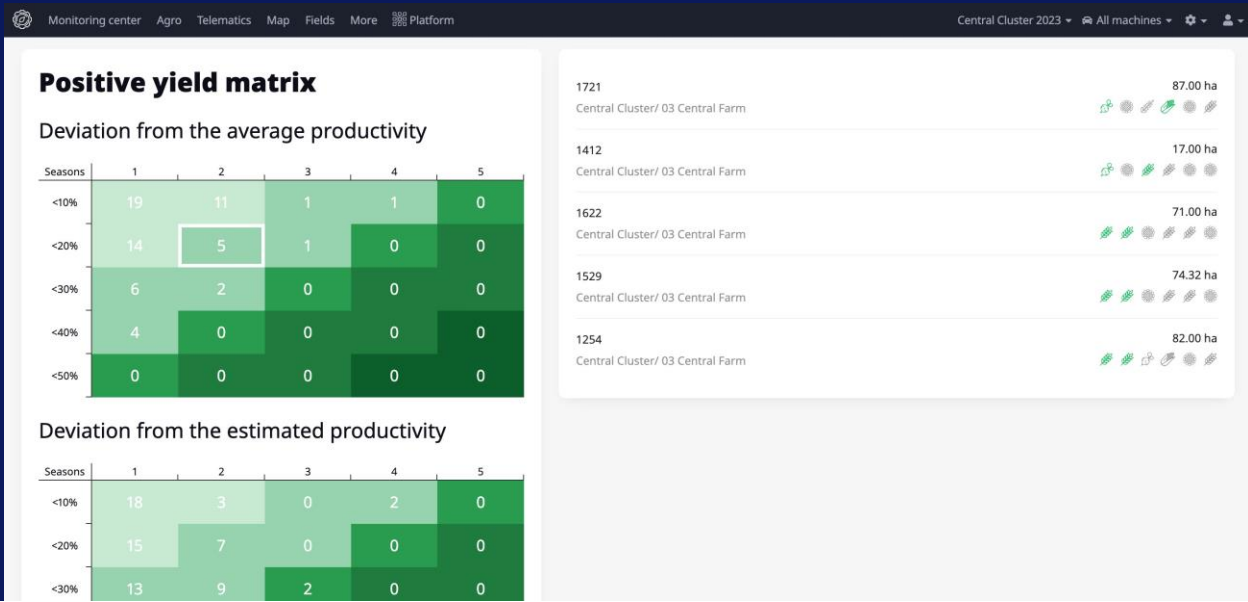 Monitoring center Agro Telematics Map Fields More Platform Central Cluster 2023 All machines
Positive yield matrix
Deviation from the average productivity
Seasons 1 2 3 4 5
<10% 19 11 1 1 0
<20% 14 5 1 0 0
<30% 6 2 0 0 0
<40% 4 0 0 0 0
<50% 0 0 0 0 0
Deviation from the estimated productivity
Seasons 1 2 3 4 5
<10% 18 3 0 2 0
<20% 15 7 0 0 0
<30% 13 9 2 0 0
1721 87.00 ha
Central Cluster/ 03 Central Farm
1412 17.00 ha
Central Cluster/ 03 Central Farm
1622 71.00 ha
Central Cluster/ 03 Central Farm
1529 74.32 ha
Central Cluster/ 03 Central Farm
1254 82.00 ha
Central Cluster/ 03 Central Farm